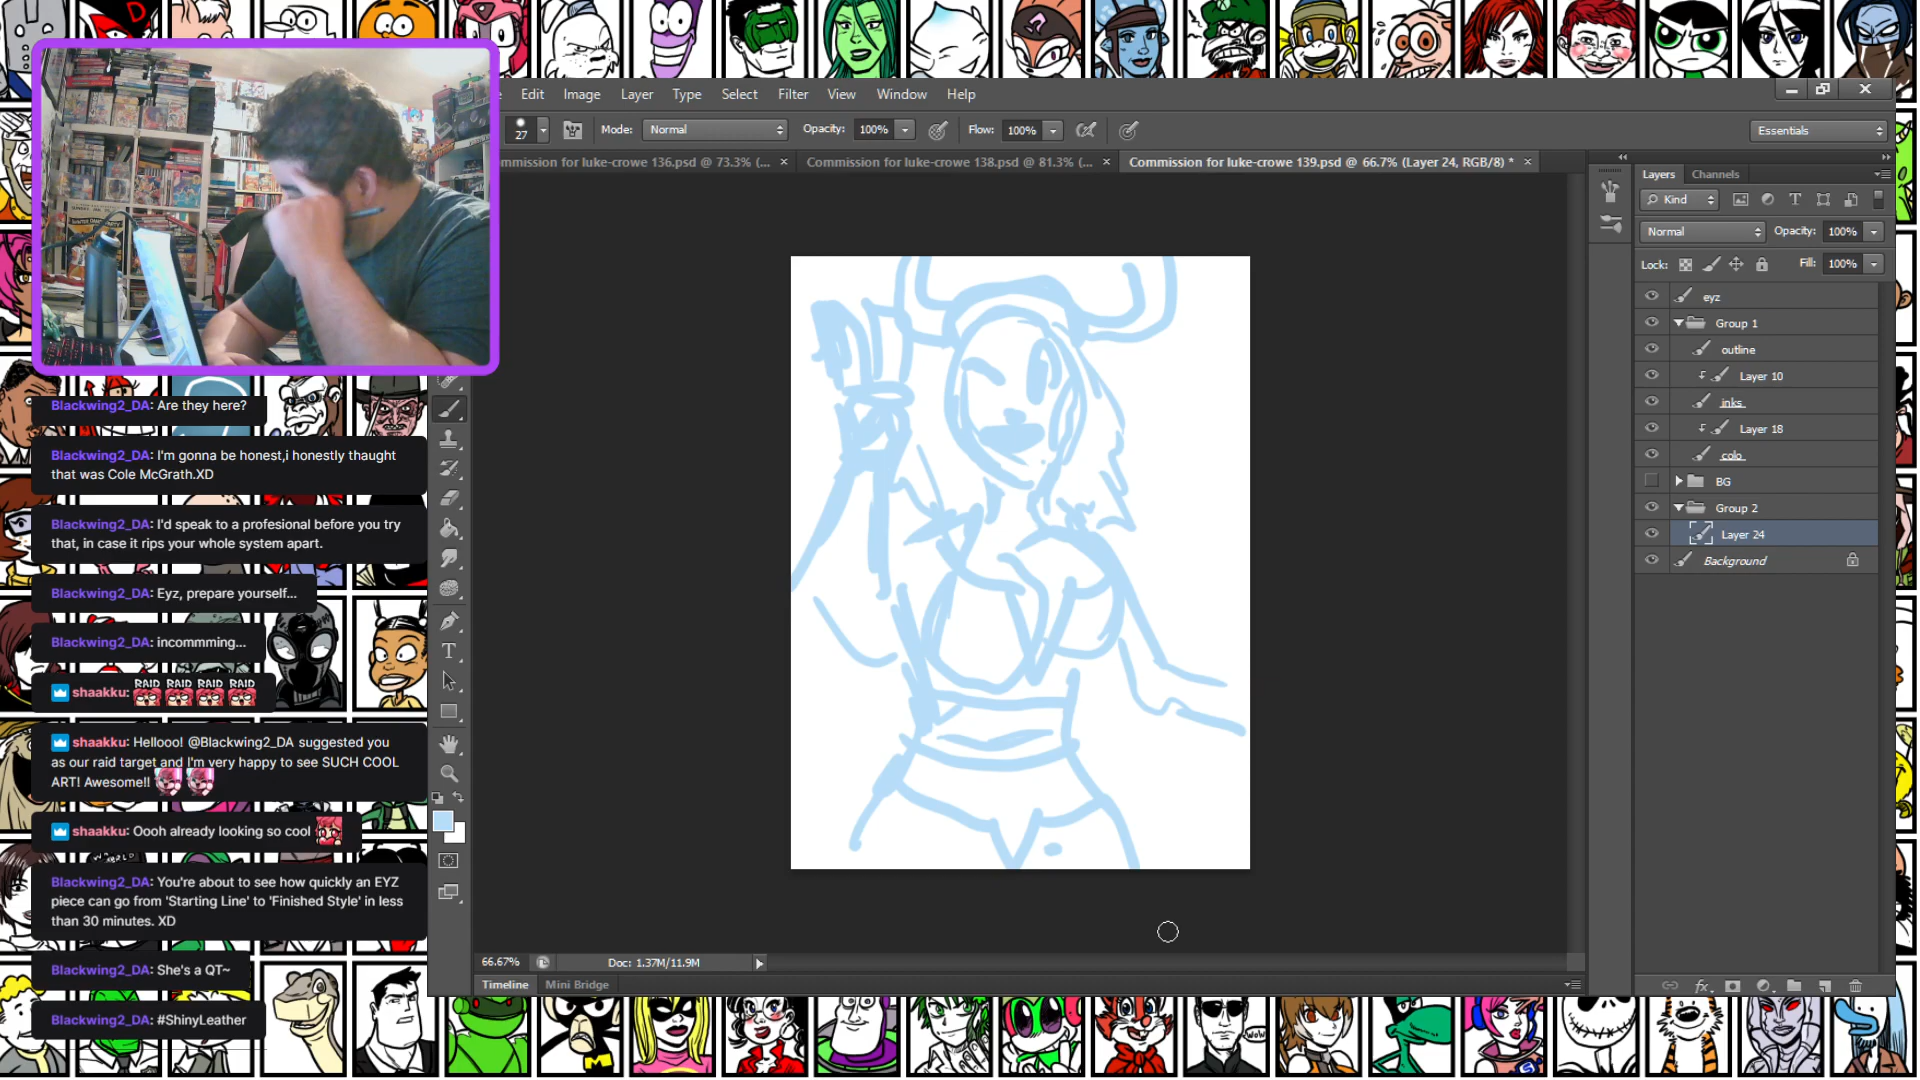 Edit Image Layer Type Select Filter View Window Help
27 Mode: Normal Opacity: 100% Flow: 100% Essentials
ommission for luke-crowe 136.psd @ 73.3% (... × Commission for luke-crowe 138.psd @ 81.3% (... × Commission for luke-crowe 139.psd @ 66.7% (Layer 24, RGB/8) * ×
Layers Channels
Kind
Normal Opacity: 100%
Lock: Fill: 100%
eyz
Group 1
outline
Layer 10
inks
Layer 18
colo
BG
Group 2
Layer 24
Background
Blackwing2_DA: Are they here?
Blackwing2_DA: I'm gonna be honest,i honestly thaught
that was Cole McGrath.XD
Blackwing2_DA: I'd speak to a profesional before you try
that, in case it rips your whole system apart.
Blackwing2_DA: Eyz, prepare yourself...
Blackwing2_DA: incommming...
shaakku: RAID RAID RAID RAID
shaakku: Hellooo! @Blackwing2_DA suggested you
as our raid target and I'm very happy to see SUCH COOL
ART! Awesome!!
shaakku: Oooh already looking so cool
Blackwing2_DA: You're about to see how quickly an EYZ
piece can go from 'Starting Line' to 'Finished Style' in less
than 30 minutes. XD
Blackwing2_DA: She's a QT~
Blackwing2_DA: #ShinyLeather
66.67% Doc: 1.37M/11.9M
Timeline Mini Bridge
fx
WOW